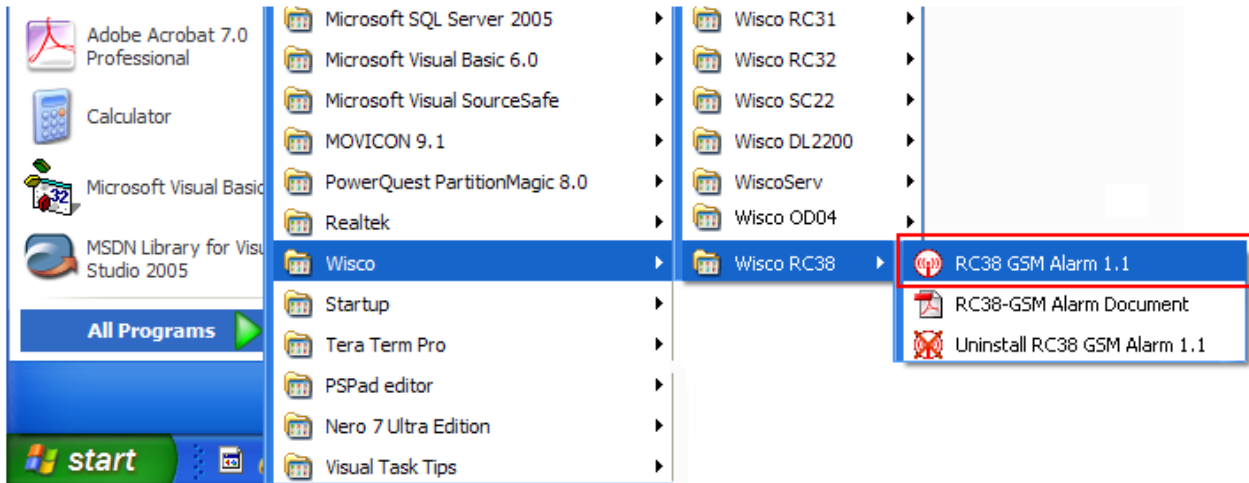 Adobe Acrobat 7.0
Professional
Calculator
Microsoft Visual Basic
MSDN Library for Visu
Studio 2005
All Programs
start
Microsoft SQL Server 2005
Microsoft Visual Basic 6.0
Microsoft Visual SourceSafe
MOVICON 9.1
PowerQuest PartitionMagic 8.0
Realtek
Wisco
Startup
Tera Term Pro
PSPad editor
Nero 7 Ultra Edition
Visual Task Tips
Wisco RC31
Wisco RC32
Wisco SC22
Wisco DL2200
WiscoServ
Wisco OD04
Wisco RC38
RC38 GSM Alarm 1.1
RC38-GSM Alarm Document
Uninstall RC38 GSM Alarm 1.1